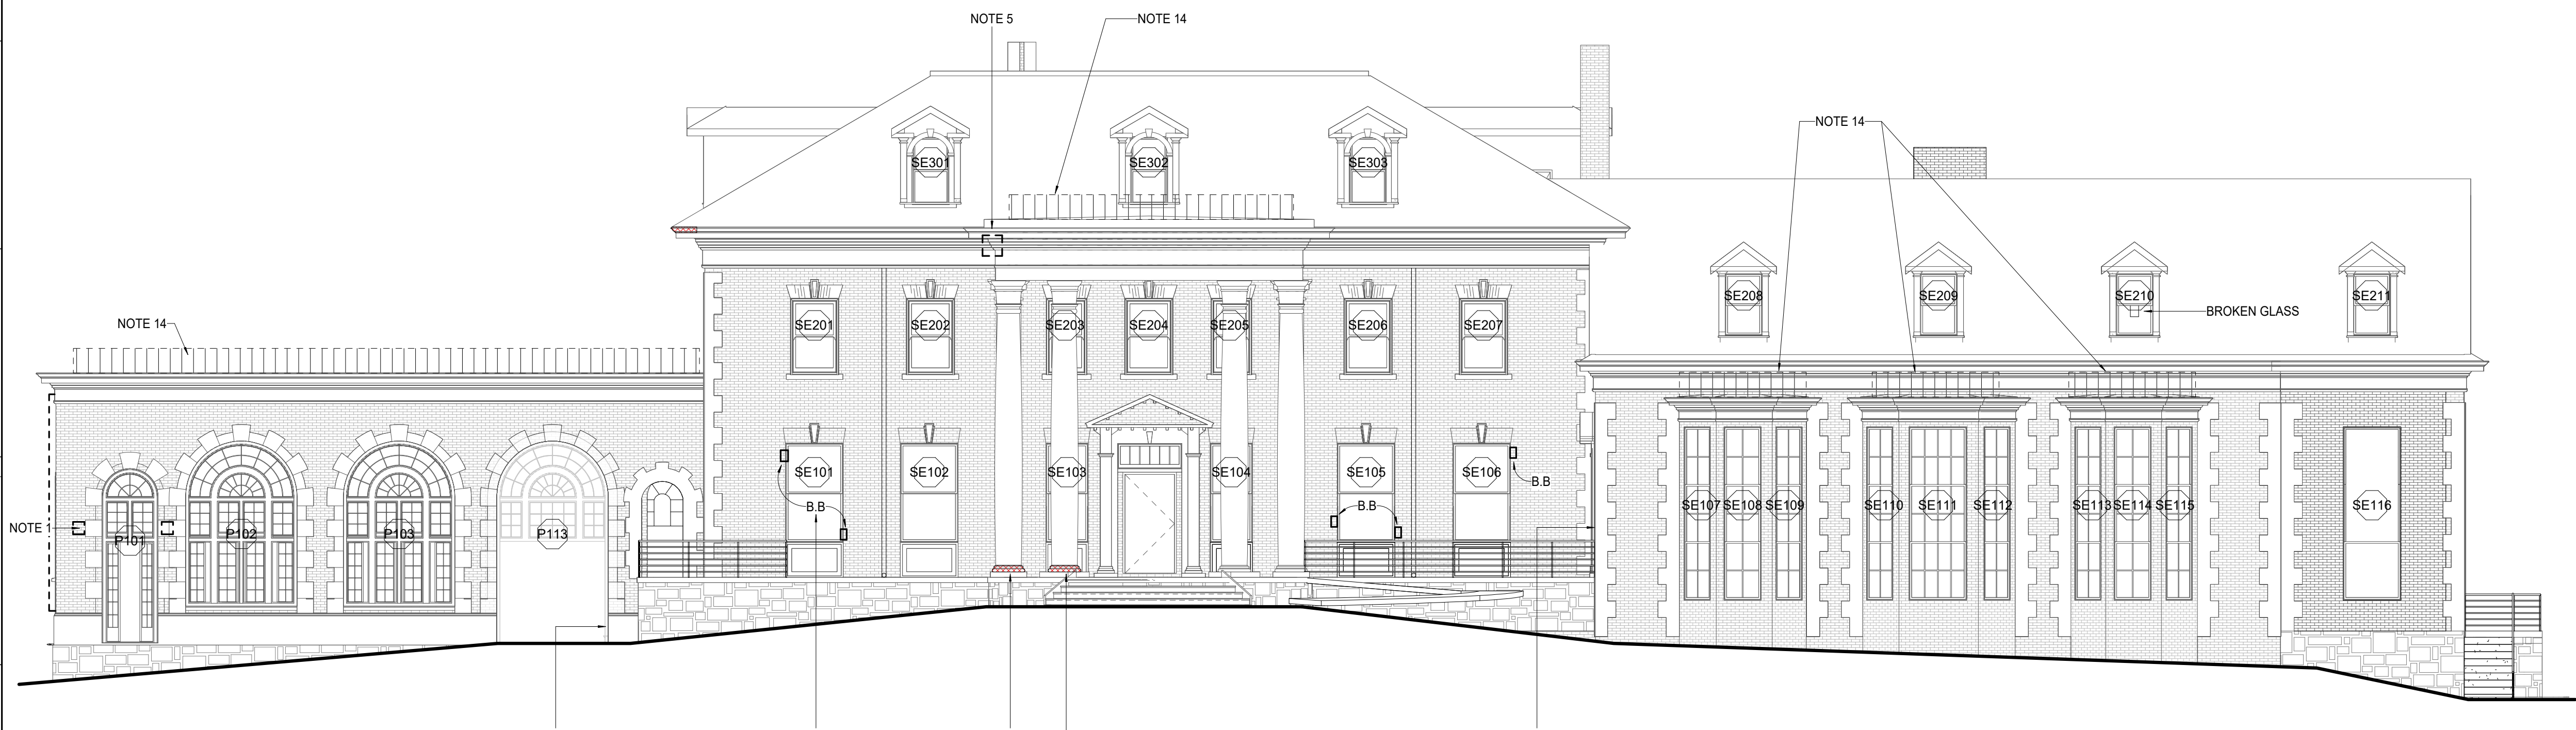 NOTE 5
NOTE 14
NOTE 14
SE301
SE302
SE303
SE208
SE209
SE210
SE211
BROKEN GLASS
NOTE 14
SE201
SE202
SE203
SE204
SE205
SE206
SE207
SE101
SE102
SE103
SE104
SE105
SE106
B.B
B.B
B.B
SE107
SE108
SE109
SE110
SE111
SE112
SE113
SE114
SE115
SE116
NOTE 1
P101
P102
P103
P113